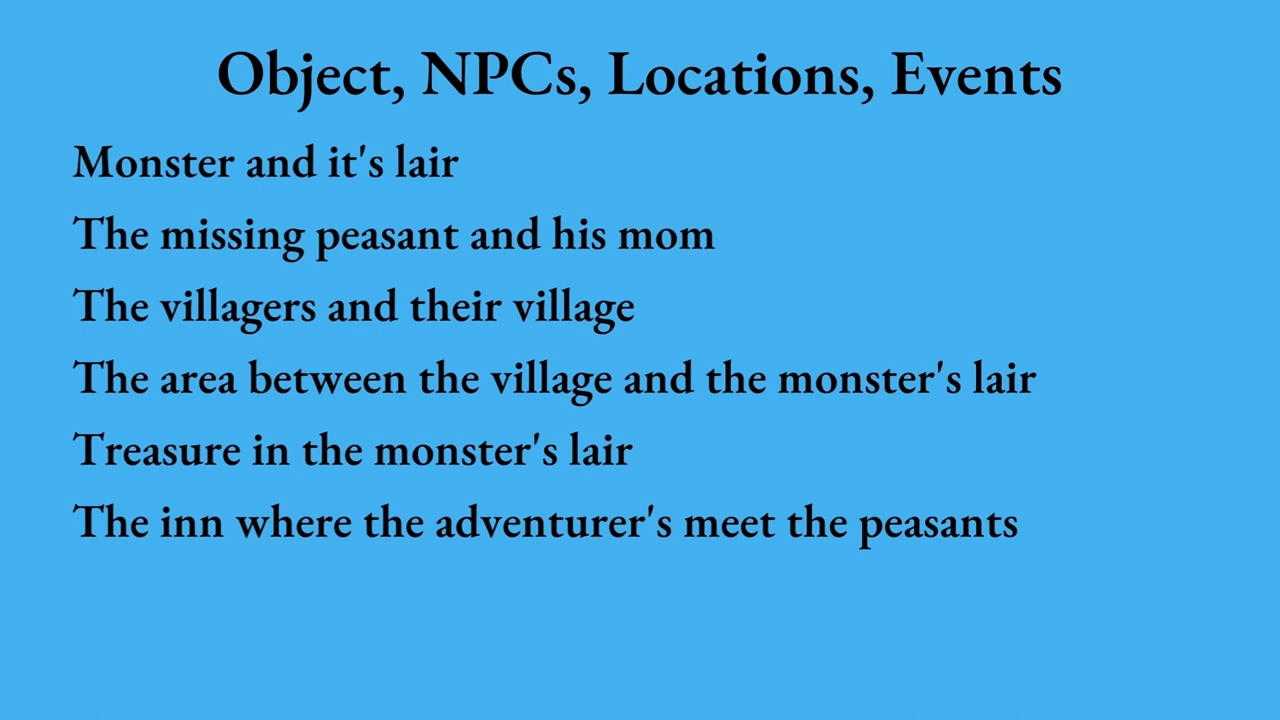 Object, NPCs, Locations, Events
Monster and it's lair
The missing peasant and his mom
The villagers and their village
The area between the village and the monster's lair
Treasure in the monster's lair
The inn where the adventurer's meet the peasants